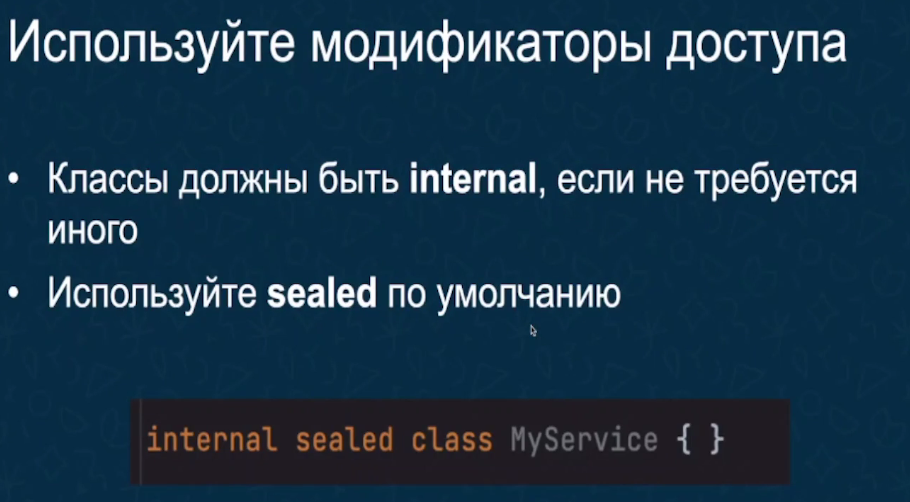 Используйте модификаторы доступа
• Классы должны быть internal, если не требуется
иного
• Используйте sealed по умолчанию
internal sealed class MyService { }